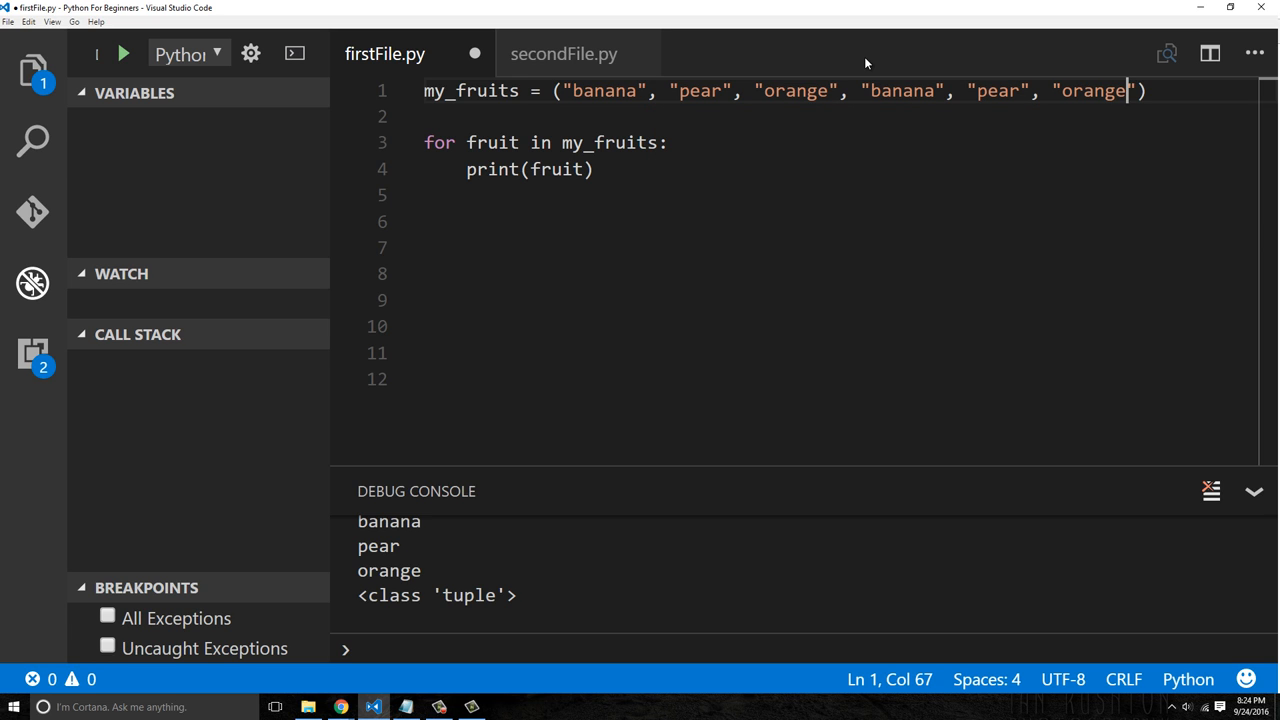 ● firstFile.py - Python For Beginners - Visual Studio Code
File Edit View Go Help
Pytho
firstFile.py
secondFile.py
1
VARIABLES
1 my_fruits = ("banana", "pear", "orange", "banana", "pear", "orange")
2
3 for fruit in my_fruits:
4 print(fruit)
5
6
7
8
9
10
11
12
WATCH
CALL STACK
2
DEBUG CONSOLE
banana
pear
orange
<class 'tuple'>
BREAKPOINTS
All Exceptions
Uncaught Exceptions
0 0
Ln 1, Col 67
Spaces: 4
UTF-8
CRLF
Python
I'm Cortana. Ask me anything.
8:24 PM
9/24/2016